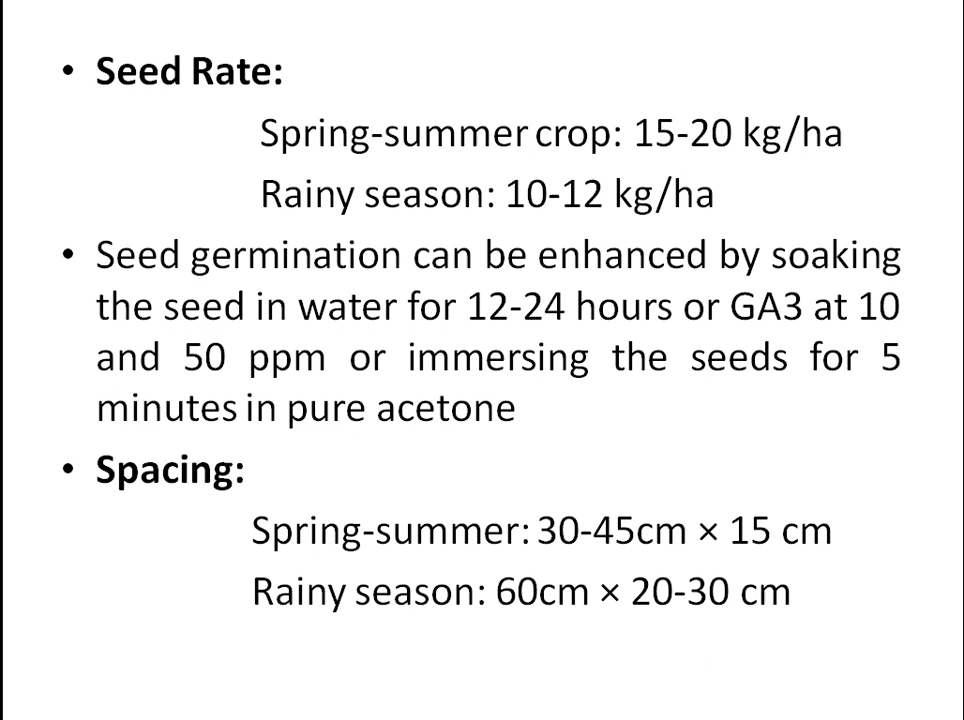 • Seed Rate:
Spring-summer crop: 15-20 kg/ha
Rainy season: 10-12 kg/ha
• Seed germination can be enhanced by soaking
the seed in water for 12-24 hours or GA3 at 10
and 50 ppm or immersing the seeds for 5
minutes in pure acetone
• Spacing:
Spring-summer: 30-45cm × 15 cm
Rainy season: 60cm × 20-30 cm